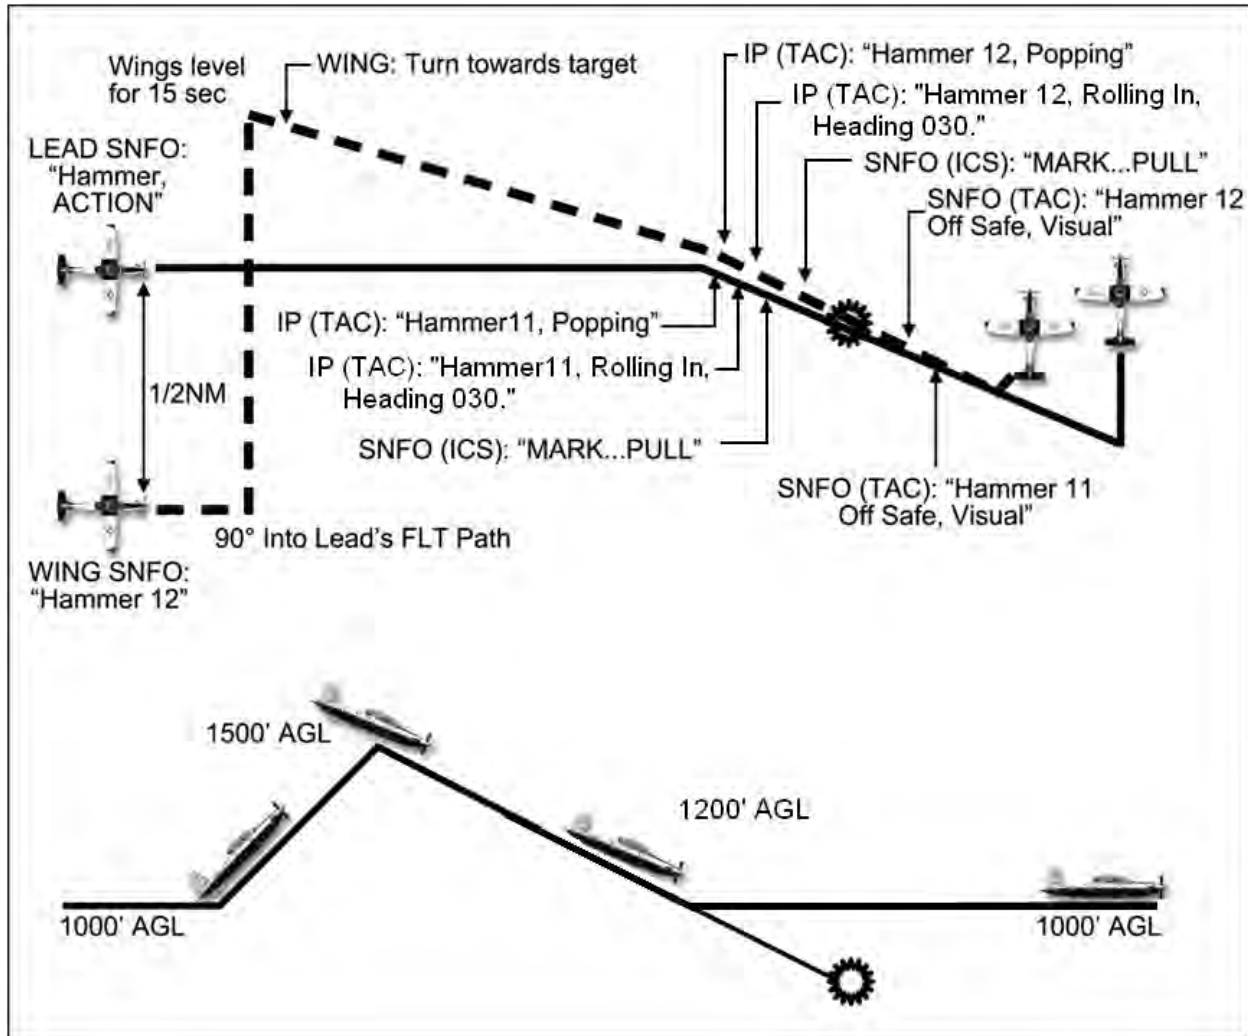 Wings level
for 15 sec
WING: Turn towards target
IP (TAC): “Hammer 12, Popping”
IP (TAC): "Hammer 12, Rolling In,
Heading 030."
LEAD SNFO:
“Hammer,
ACTION”
SNFO (ICS): “MARK...PULL”
SNFO (TAC): “Hammer 12
Off Safe, Visual”
IP (TAC): “Hammer11, Popping”
IP (TAC): "Hammer11, Rolling In,
Heading 030."
1/2NM
SNFO (ICS): “MARK...PULL”
SNFO (TAC): “Hammer 11
Off Safe, Visual”
90° Into Lead's FLT Path
WING SNFO:
“Hammer 12”
1500' AGL
1200' AGL
1000' AGL
1000' AGL